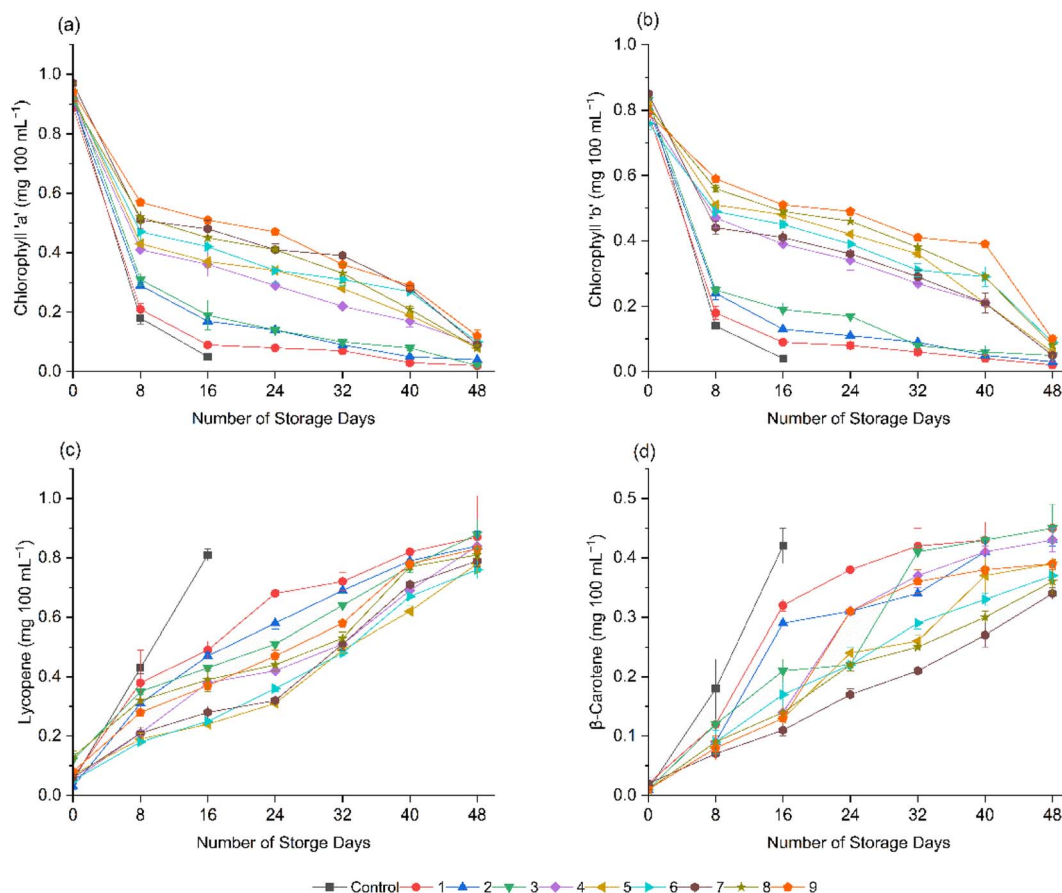 (a)
Chlorophyll 'a' (mg 100 mL⁻¹)
1.0
0.8
0.6
0.4
0.2
0.0
0 8 16 24 32 40 48
Number of Storage Days
(b)
Chlorophyll 'b' (mg 100 mL⁻¹)
1.0
0.8
0.6
0.4
0.2
0.0
0 8 16 24 32 40 48
Number of Storage Days
(c)
Lycopene (mg 100 mL⁻¹)
1.0
0.8
0.6
0.4
0.2
0.0
0 8 16 24 32 40 48
Number of Storge Days
(d)
β-Carotene (mg 100 mL⁻¹)
0.5
0.4
0.3
0.2
0.1
0.0
0 8 16 24 32 40 48
Number of Storage Days
Control 1 2 3 4 5 6 7 8 9